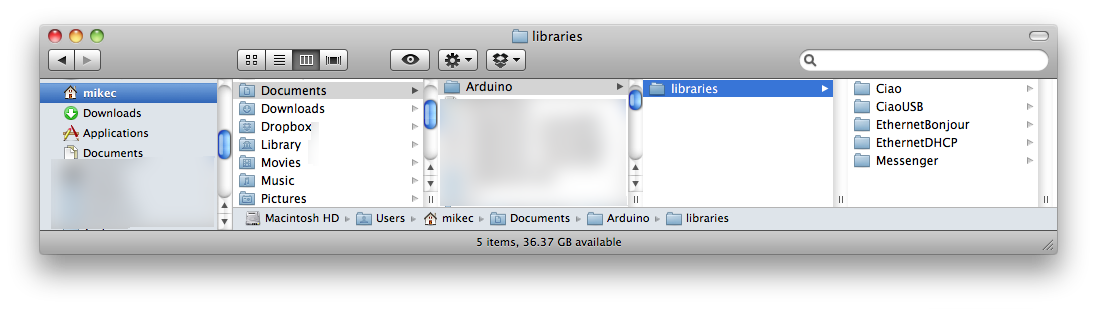 libraries
mikec
Downloads
Applications
Documents
Documents
Downloads
Dropbox
Library
Movies
Music
Pictures
Arduino
libraries
Ciao
CiaoUSB
EthernetBonjour
EthernetDHCP
Messenger
Macintosh HD Users mikec Documents Arduino libraries
5 items, 36.37 GB available